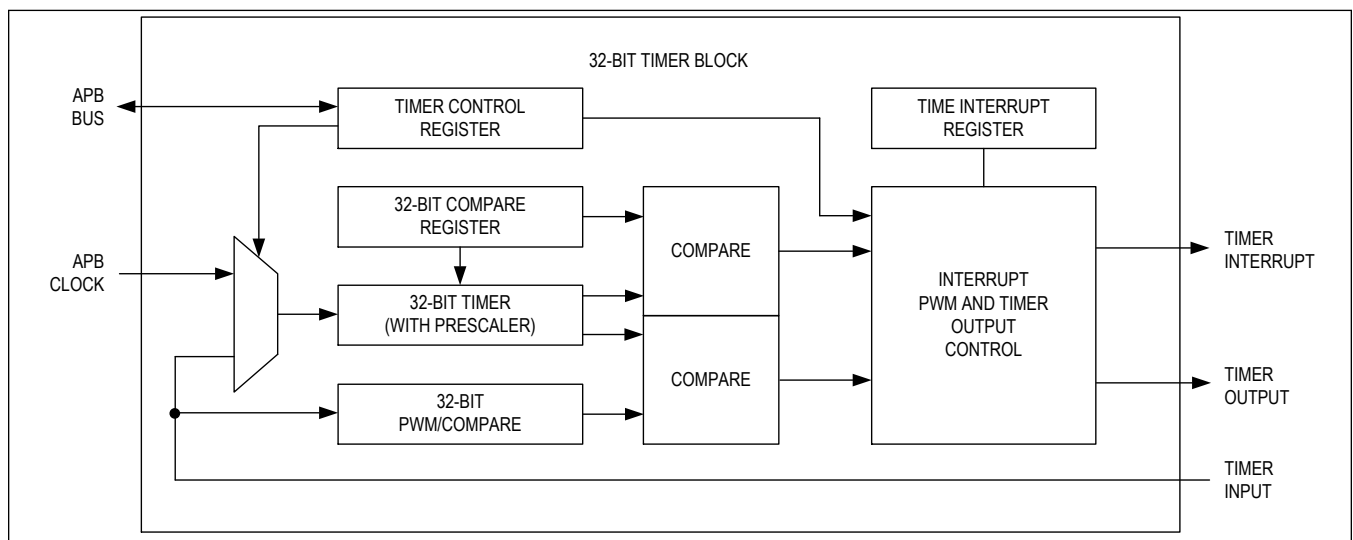 32-BIT TIMER BLOCK
APB
BUS
TIMER CONTROL
REGISTER
TIME INTERRUPT
REGISTER
32-BIT COMPARE
REGISTER
COMPARE
APB
CLOCK
32-BIT TIMER
(WITH PRESCALER)
INTERRUPT
PWM AND TIMER
OUTPUT
CONTROL
TIMER
INTERRUPT
COMPARE
32-BIT
PWM/COMPARE
TIMER
OUTPUT
TIMER
INPUT